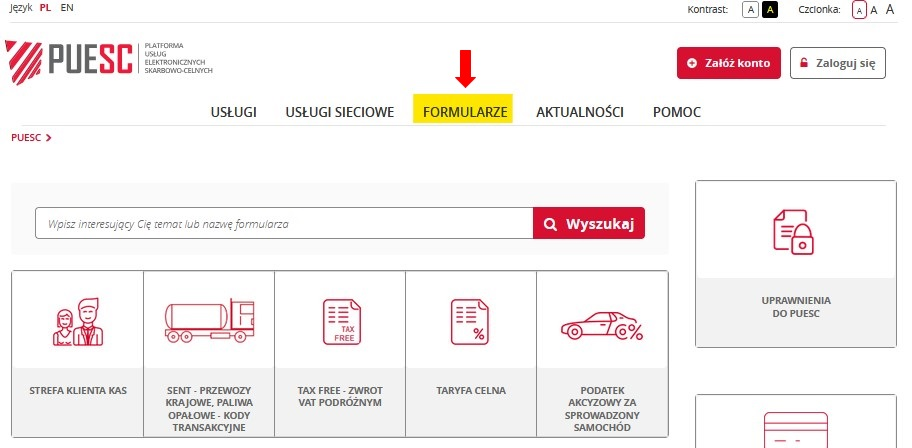 Język PL EN Kontrast: A A Czcionka: A A A
PUESC
PLATFORMA
USŁUG
ELEKTRONICZNYCH
SKARBOWO-CELNYCH
Załóż konto Zaloguj się
USŁUGI USŁUGI SIECIOWE FORMULARZE AKTUALNOŚCI POMOC
PUESC
Wpisz interesujący Cię temat lub nazwę formularza Wyszukaj
UPRAWNIENIA
DO PUESC
TAX
FREE
%
%
STREFA KLIENTA KAS
SENT - PRZEWOZY
KRAJOWE, PALIWA
OPAŁOWE - KODY
TRANSAKCYJNE
TAX FREE - ZWROT
VAT PODRÓŻNYM
TARYFA CELNA
PODATEK
AKCYZOWY ZA
SPROWADZONY
SAMOCHÓD